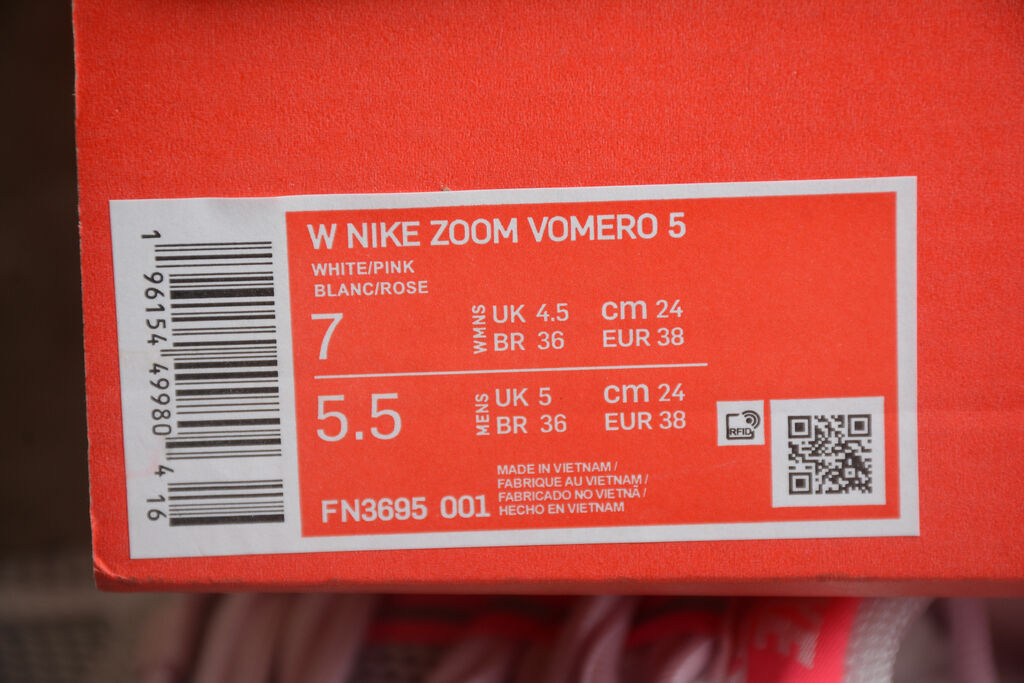 W NIKE ZOOM VOMERO 5
WHITE/PINK
BLANC/ROSE
7
WMNS
UK 4.5 cm 24
BR 36 EUR 38
5.5
MENS
UK 5 cm 24
BR 36 EUR 38
RFID
MADE IN VIETNAM /
FABRIQUE AU VIETNAM /
FABRICADO NO VIETNÃ /
HECHO EN VIETNAM
FN3695 001
1 96154 49980 4 16